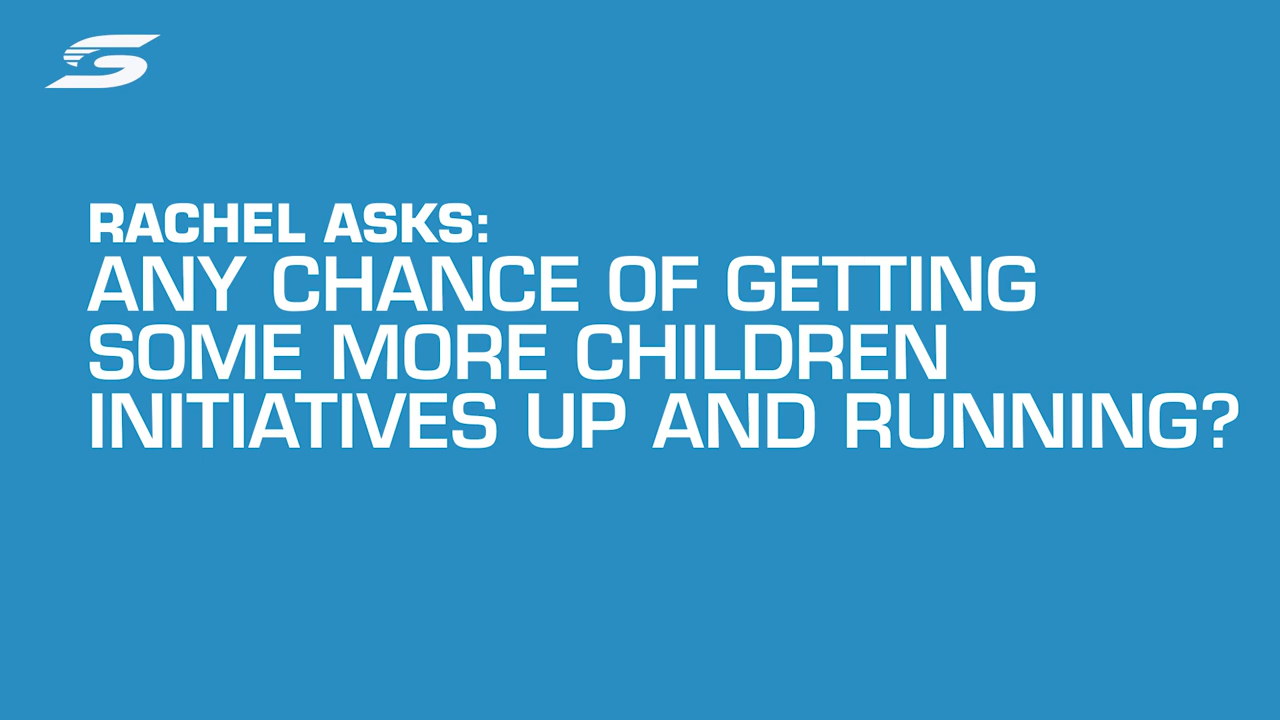 RACHEL ASKS:
ANY CHANCE OF GETTING
SOME MORE CHILDREN
INITIATIVES UP AND RUNNING?